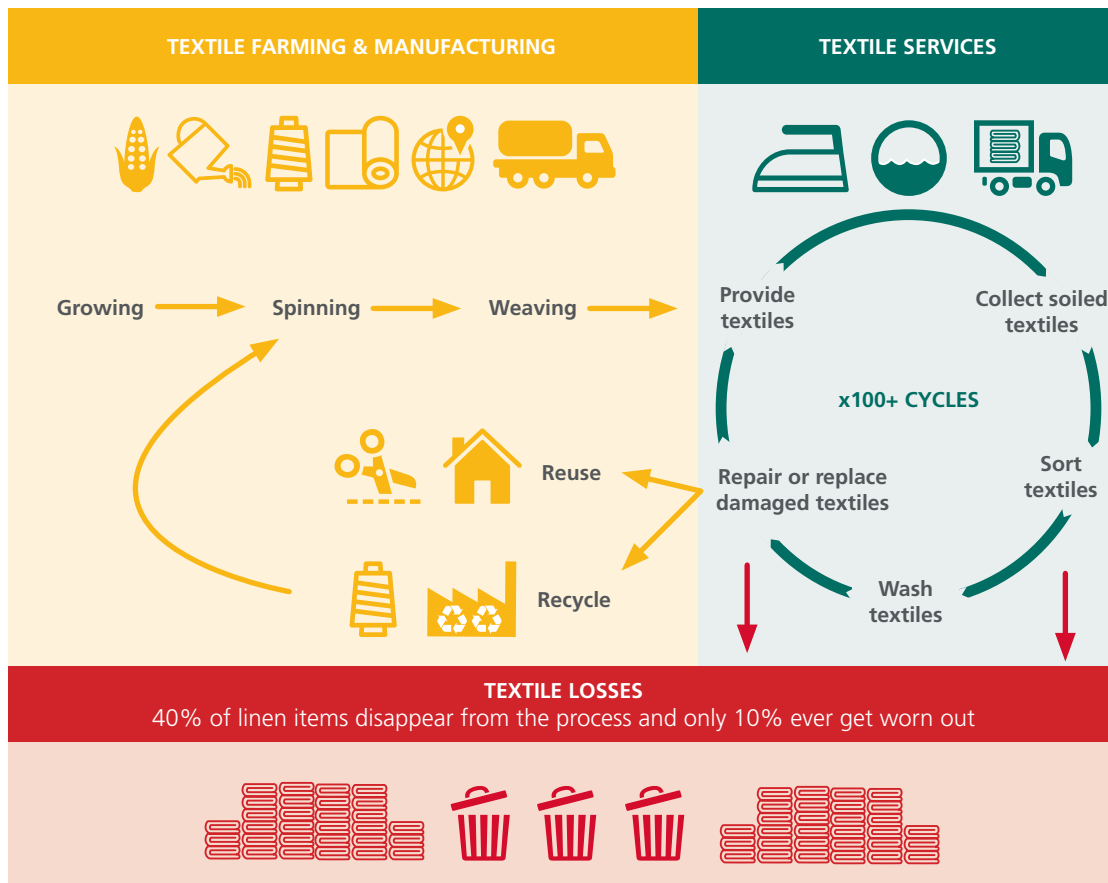 TEXTILE FARMING & MANUFACTURING
TEXTILE SERVICES
Growing
Spinning
Weaving
Provide
textiles
Collect soiled
textiles
x100+ CYCLES
Reuse
Repair or replace
damaged textiles
Sort
textiles
Recycle
Wash
textiles
TEXTILE LOSSES
40% of linen items disappear from the process and only 10% ever get worn out